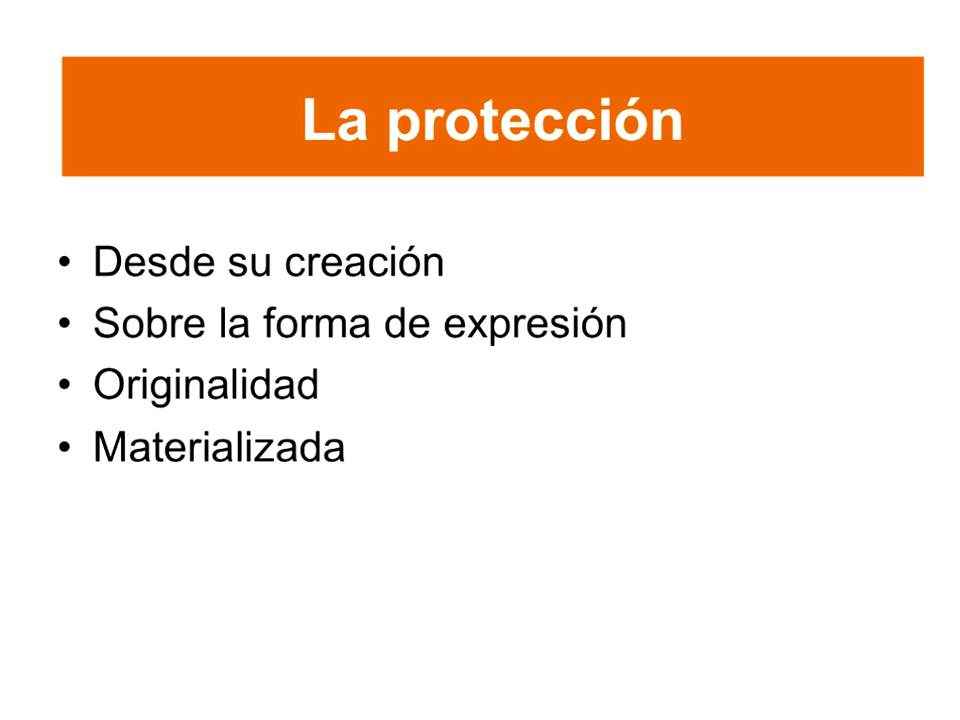 La protección
• Desde su creación
• Sobre la forma de expresión
• Originalidad
• Materializada